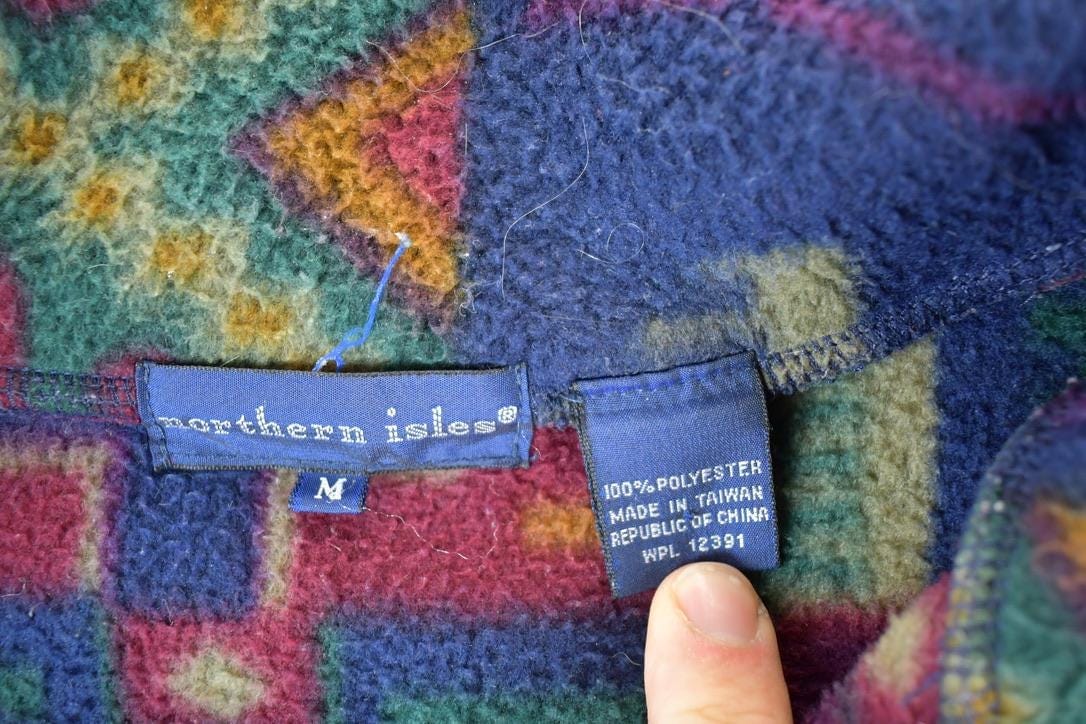 northern isles®
M
100% POLYESTER
MADE IN TAIWAN
REPUBLIC OF CHINA
WPL 12391